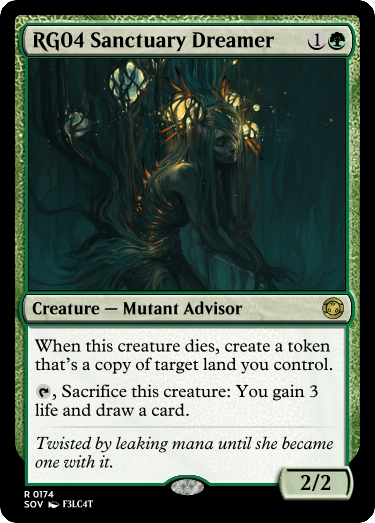 RG04 Sanctuary Dreamer 1
Creature — Mutant Advisor
When this creature dies, create a token
that's a copy of target land you control.
, Sacrifice this creature: You gain 3
life and draw a card.
Twisted by leaking mana until she became
one with it.
2/2
R 0174
SOV F3LC4T